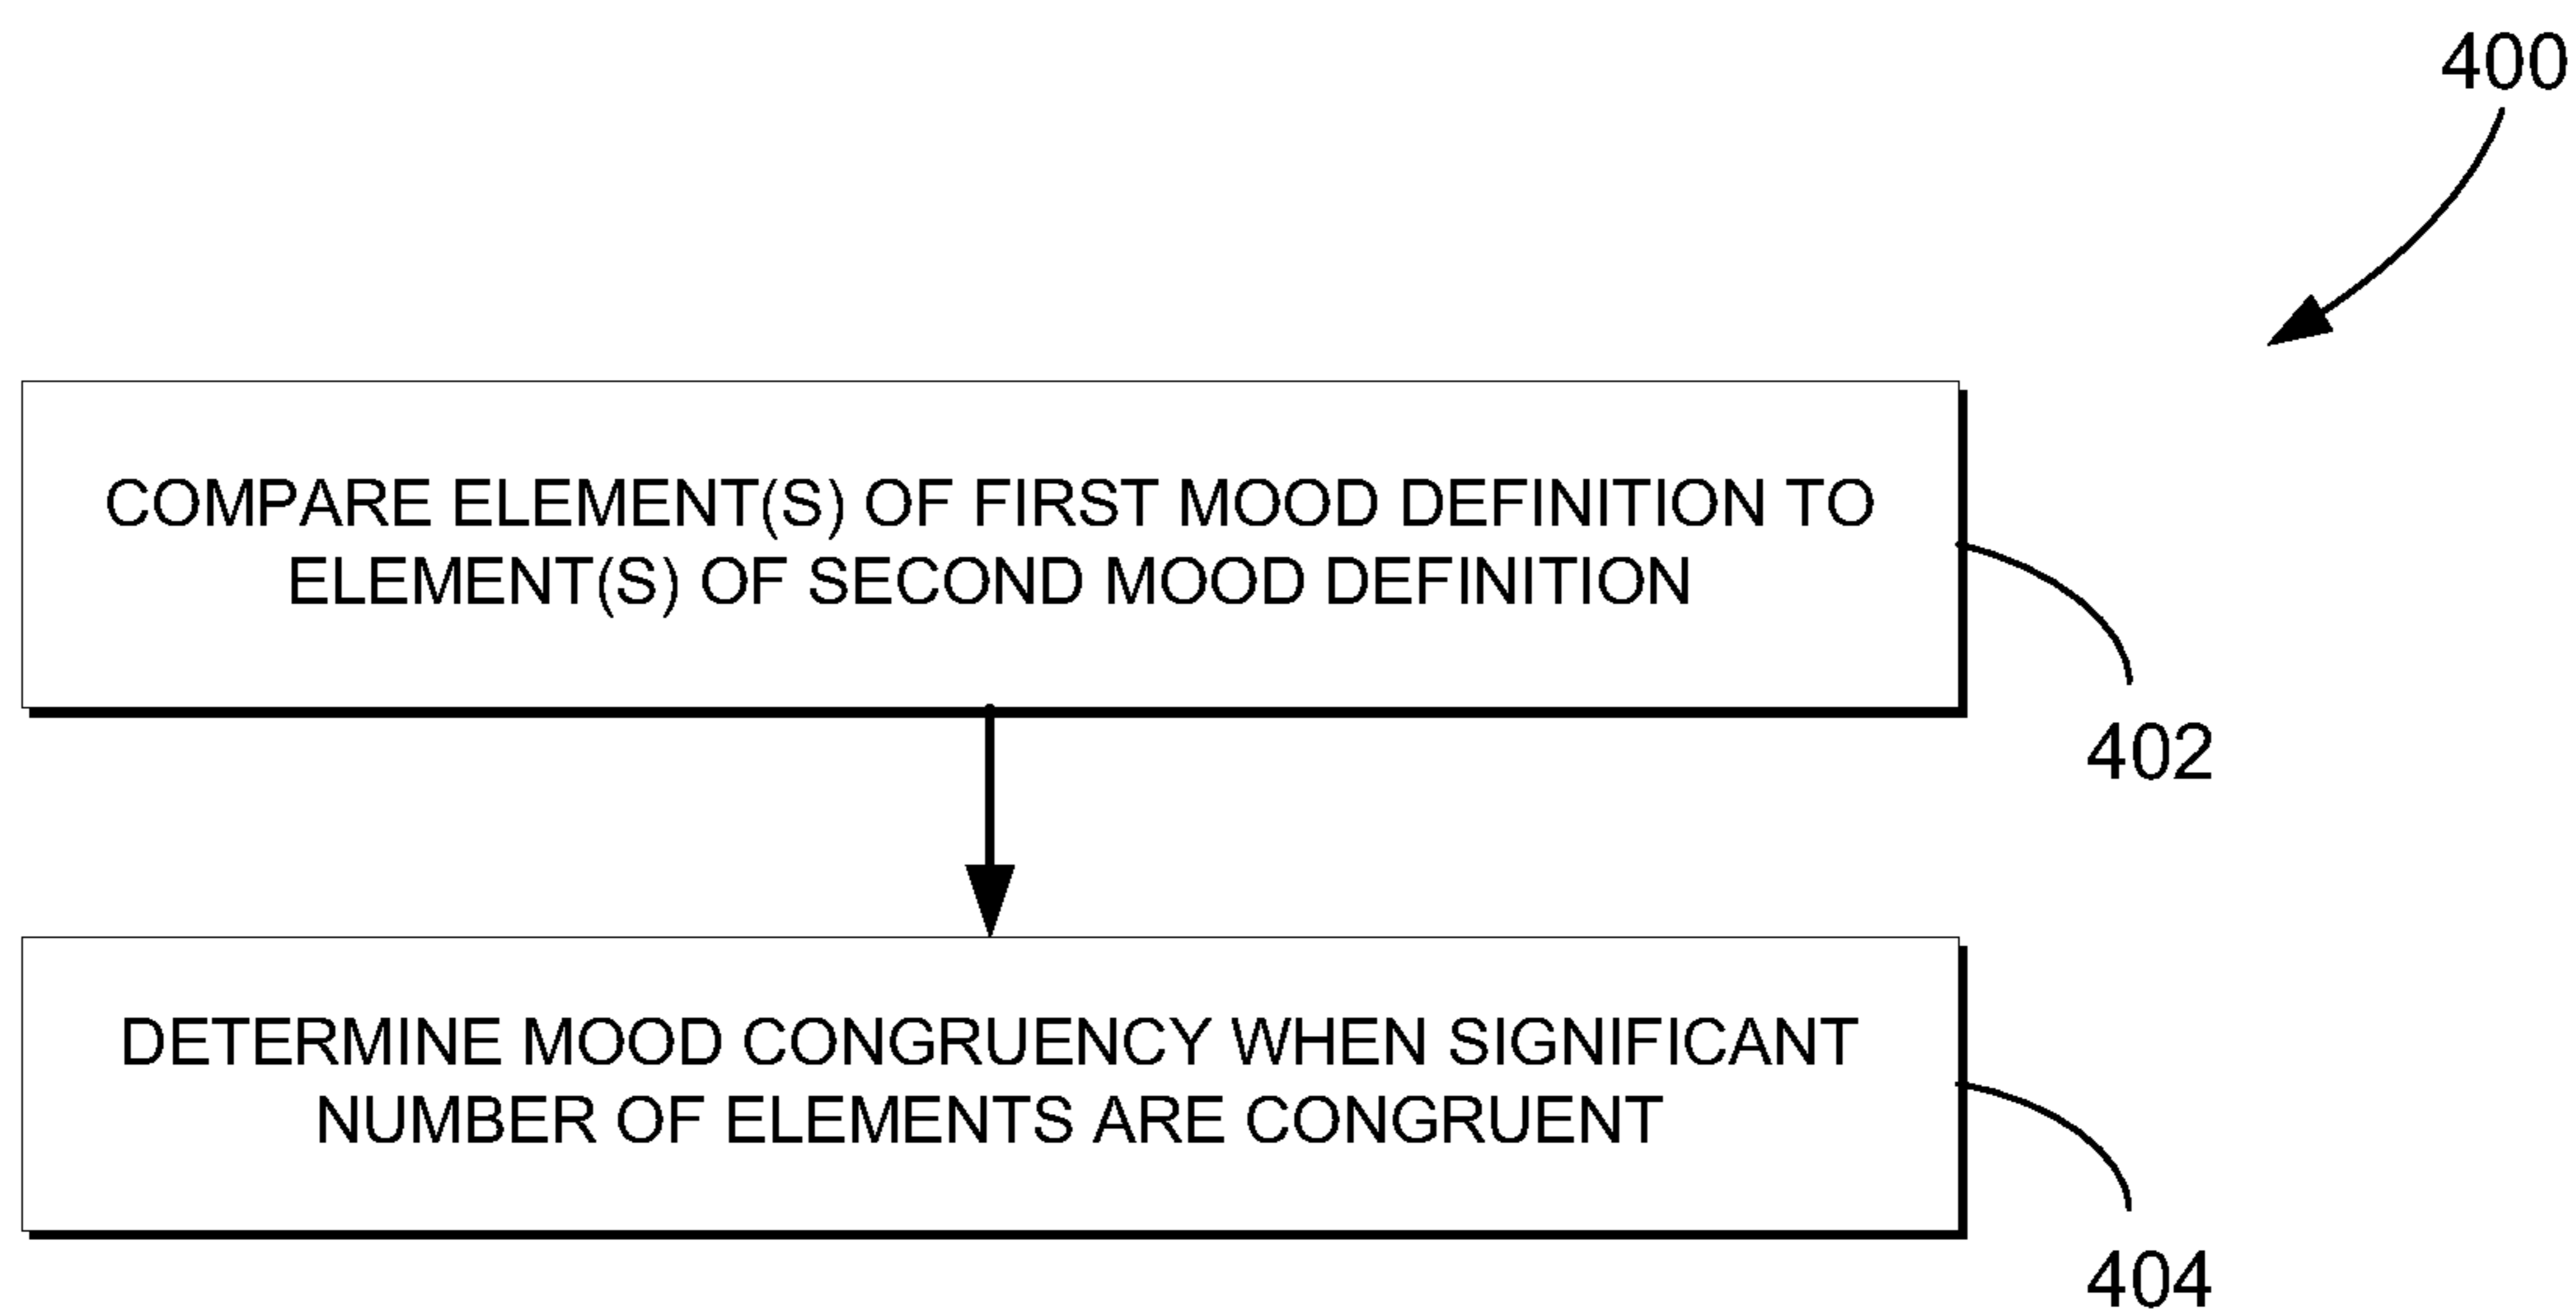 400
COMPARE ELEMENT(S) OF FIRST MOOD DEFINITION TO
ELEMENT(S) OF SECOND MOOD DEFINITION
402
DETERMINE MOOD CONGRUENCY WHEN SIGNIFICANT
NUMBER OF ELEMENTS ARE CONGRUENT
404